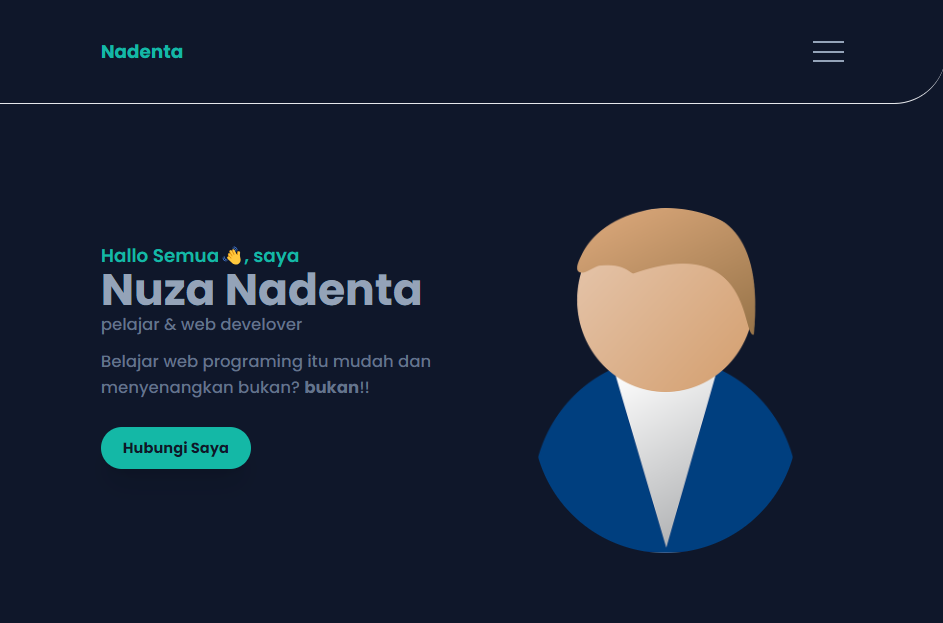 Nadenta
Hallo Semua 👋, saya
Nuza Nadenta
pelajar & web develover
Belajar web programing itu mudah dan
menyenangkan bukan? bukan!!
Hubungi Saya